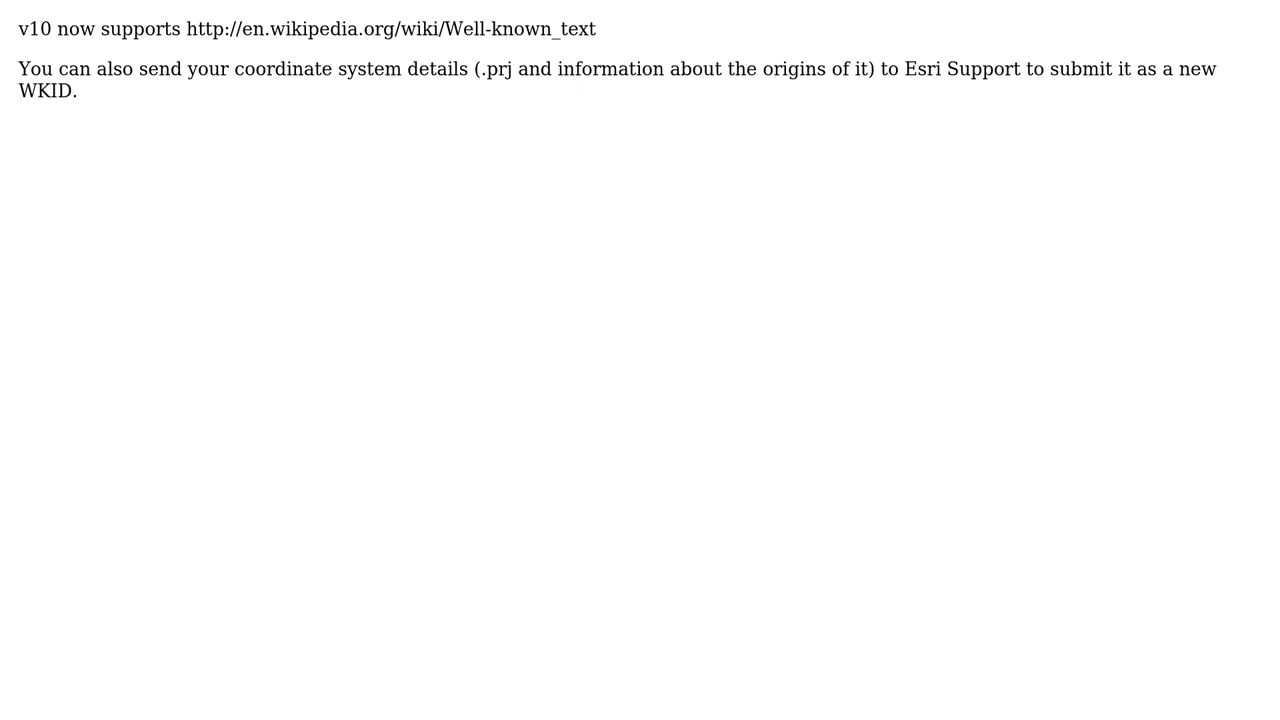 v10 now supports http://en.wikipedia.org/wiki/Well-known_text
You can also send your coordinate system details (.prj and information about the origins of it) to Esri Support to submit it as a new
WKID.